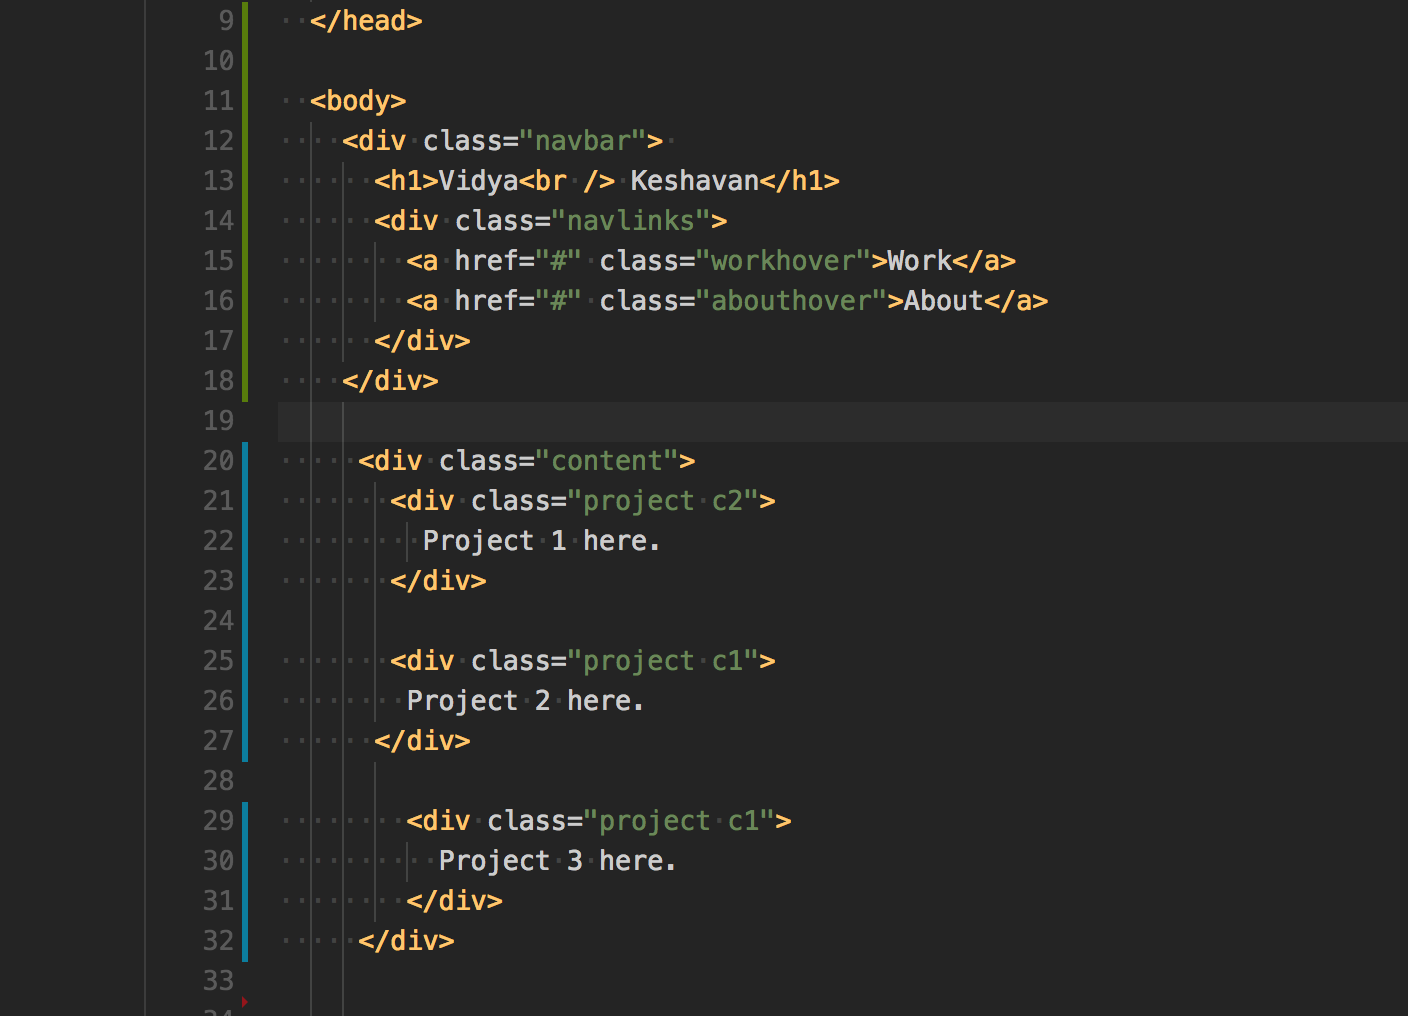 9 </head>
10
11 <body>
12 <div class="navbar">
13 <h1>Vidya<br /> Keshavan</h1>
14 <div class="navlinks">
15 <a href="#" class="workhover">Work</a>
16 <a href="#" class="abouthover">About</a>
17 </div>
18 </div>
19
20 <div class="content">
21 <div class="project c2">
22 Project 1 here.
23 </div>
24
25 <div class="project c1">
26 Project 2 here.
27 </div>
28
29 <div class="project c1">
30 Project 3 here.
31 </div>
32 </div>
33